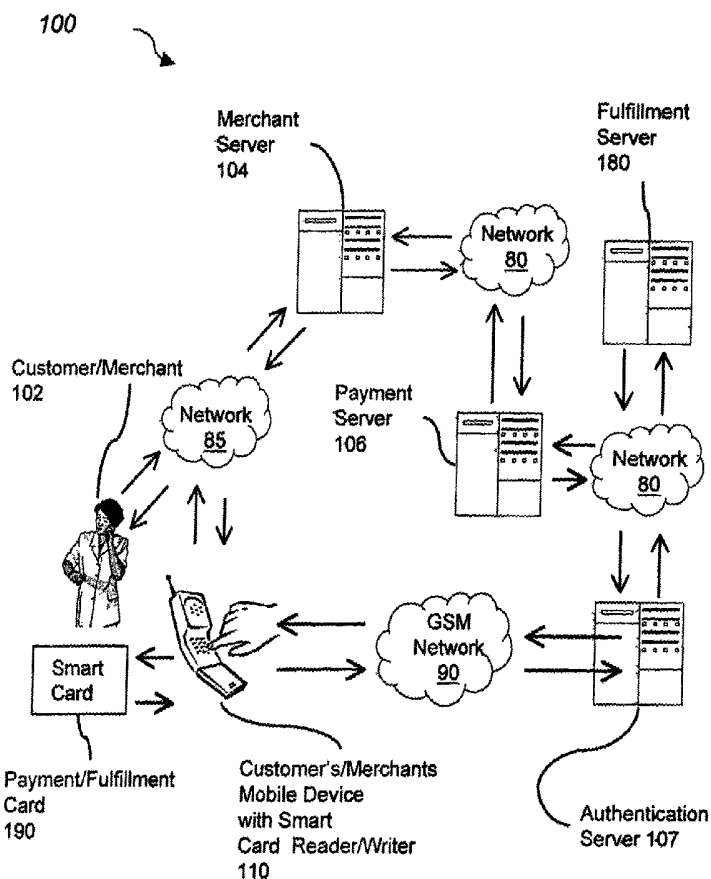 100
Merchant
Server
104
Fulfillment
Server
180
Network
80
Customer/Merchant
102
Network
85
Payment
Server
106
Network
80
GSM
Network
90
Smart
Card
Payment/Fulfillment
Card
190
Customer's/Merchants
Mobile Device
with Smart
Card Reader/Writer
110
Authentication
Server 107